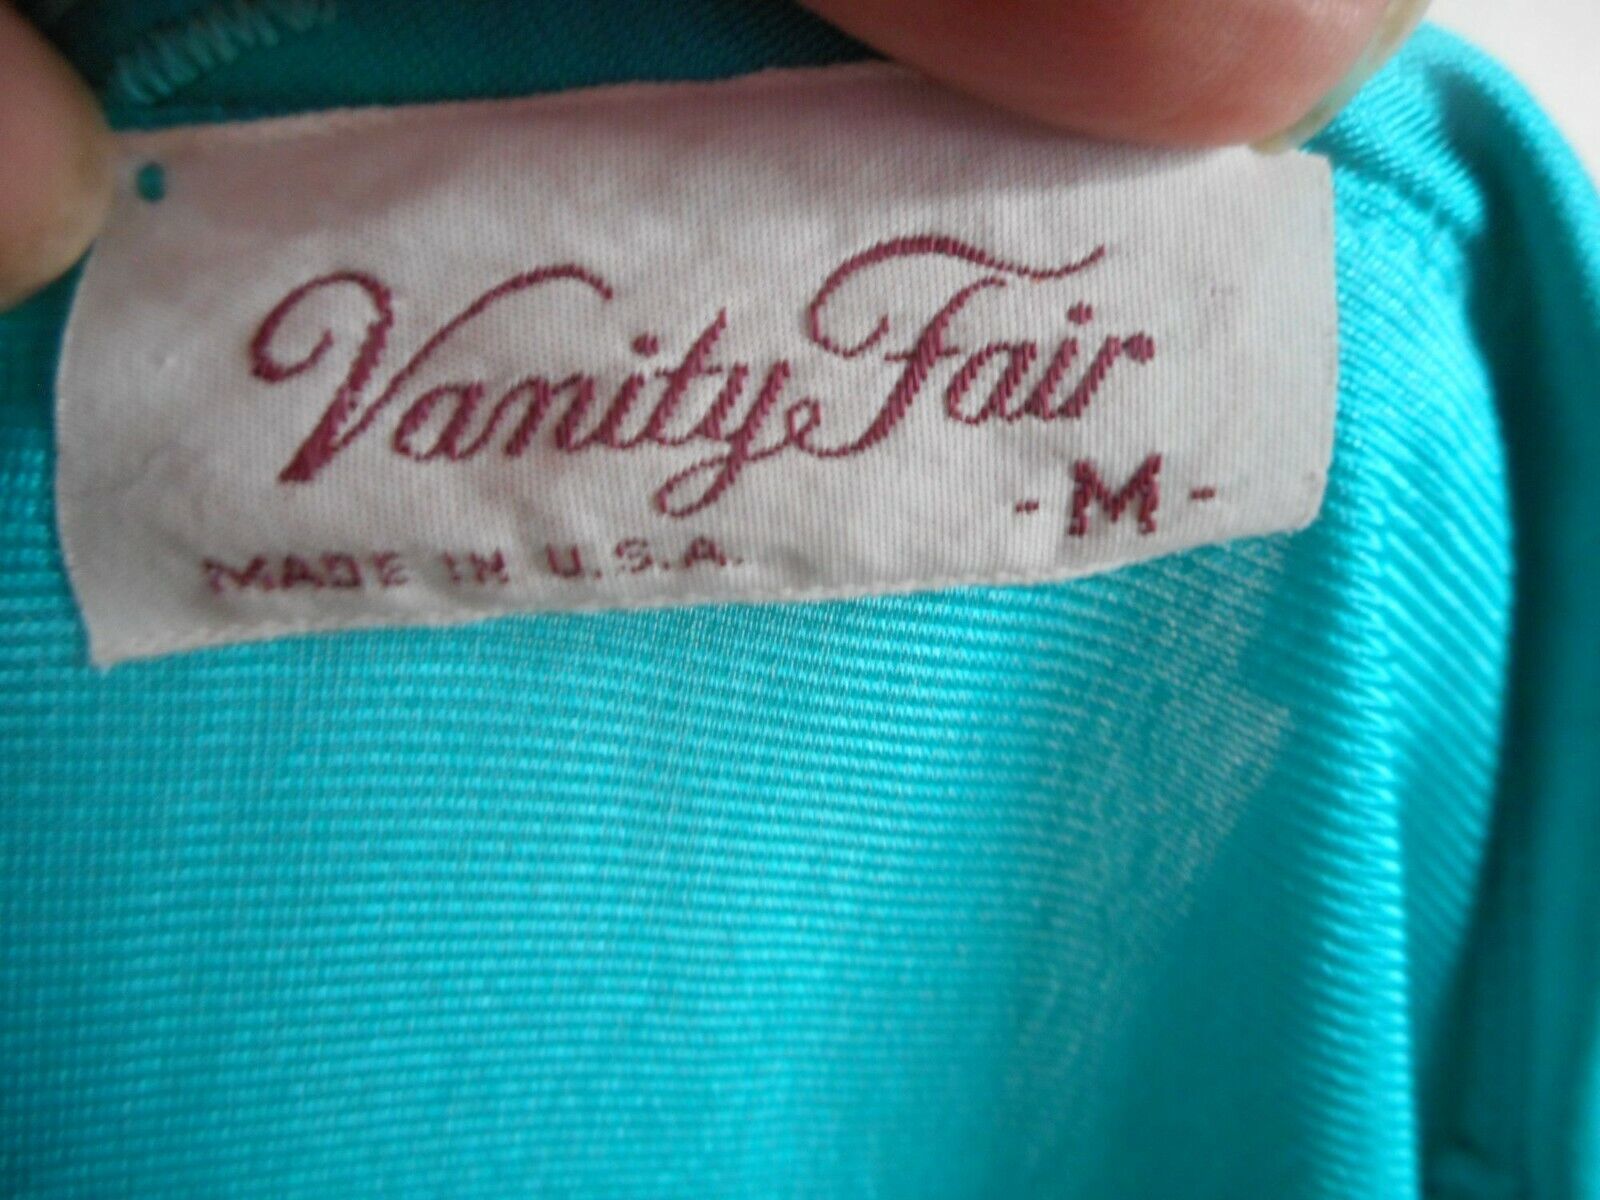 Vanity Fair
- M -
MADE IN U.S.A.